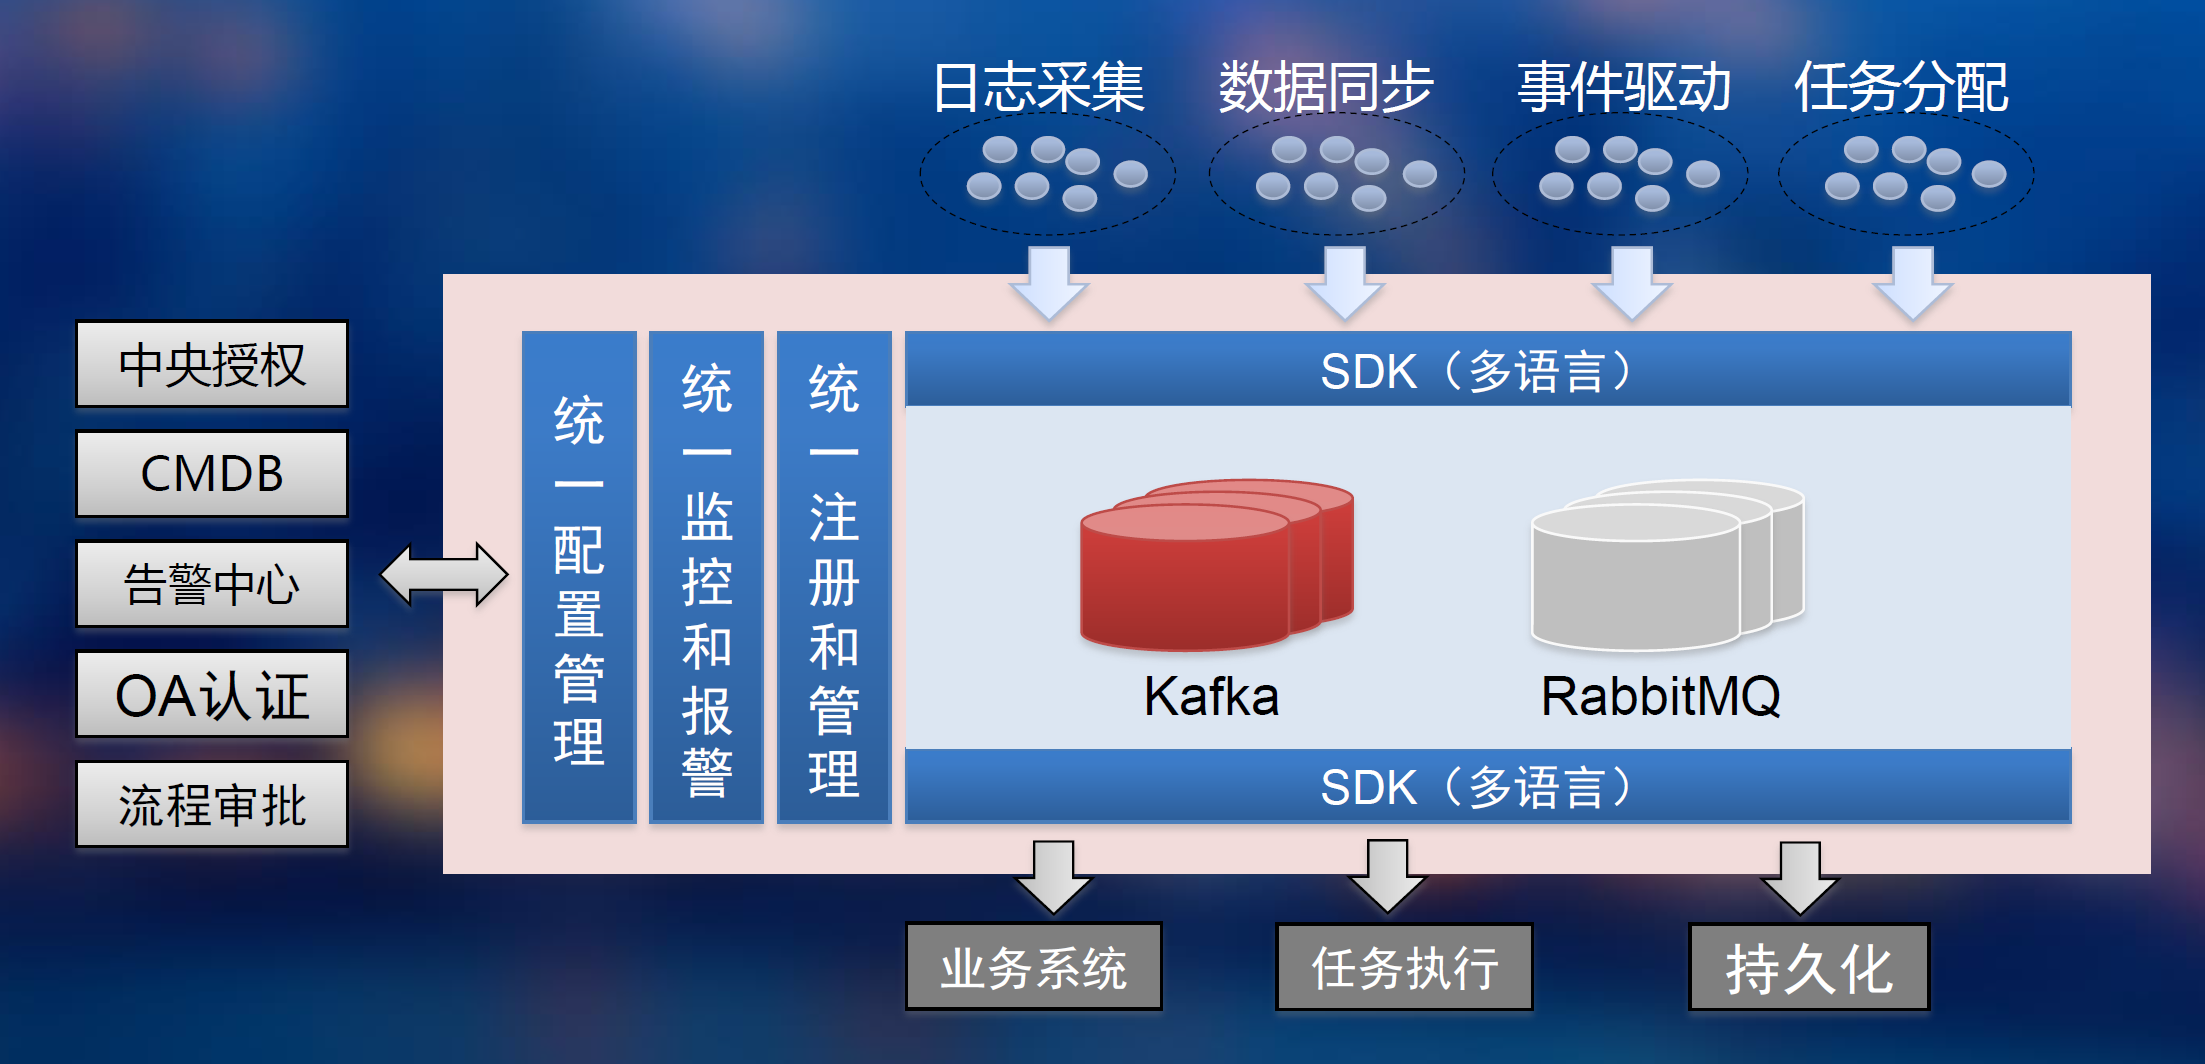 日志采集
数据同步
事件驱动
任务分配
中央授权
CMDB
告警中心
OA认证
流程审批
统一配置管理
统一监控和报警
统一注册和管理
SDK（多语言）
Kafka
RabbitMQ
SDK（多语言）
业务系统
任务执行
持久化